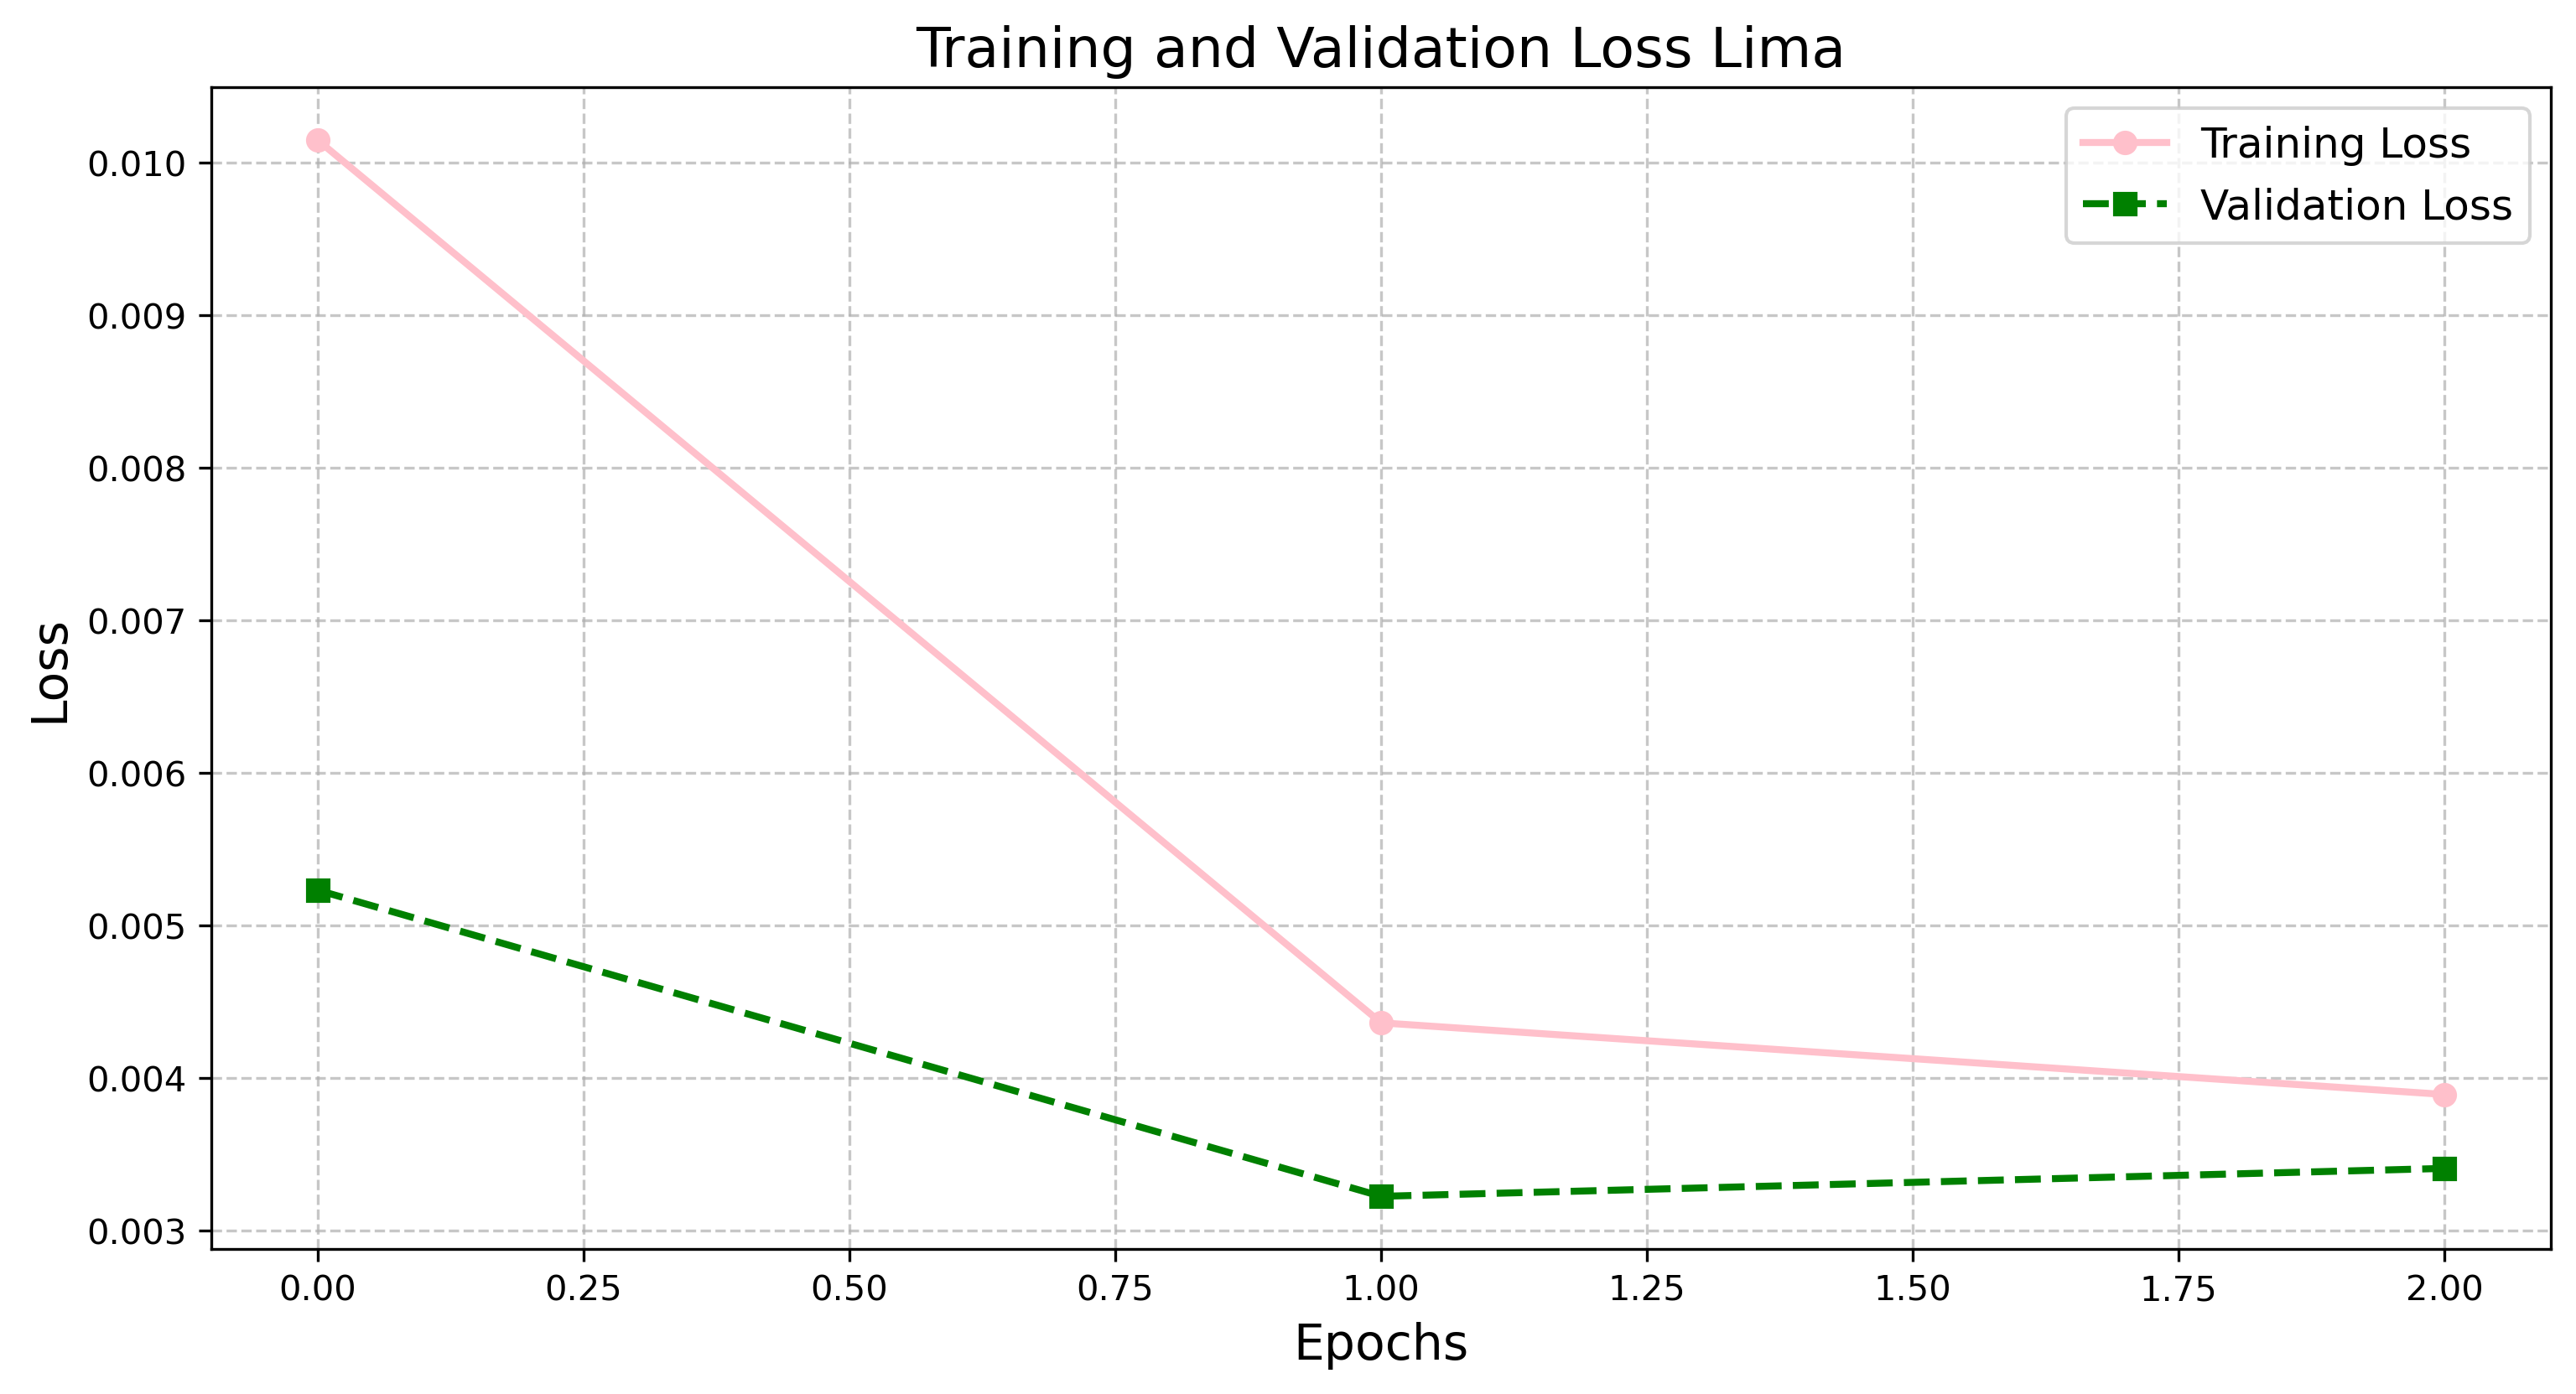 Training and Validation Loss Lima
Training Loss
Validation Loss
0.010
0.009
0.008
0.007
0.006
0.005
0.004
0.003
Loss
0.00 0.25 0.50 0.75 1.00 1.25 1.50 1.75 2.00
Epochs